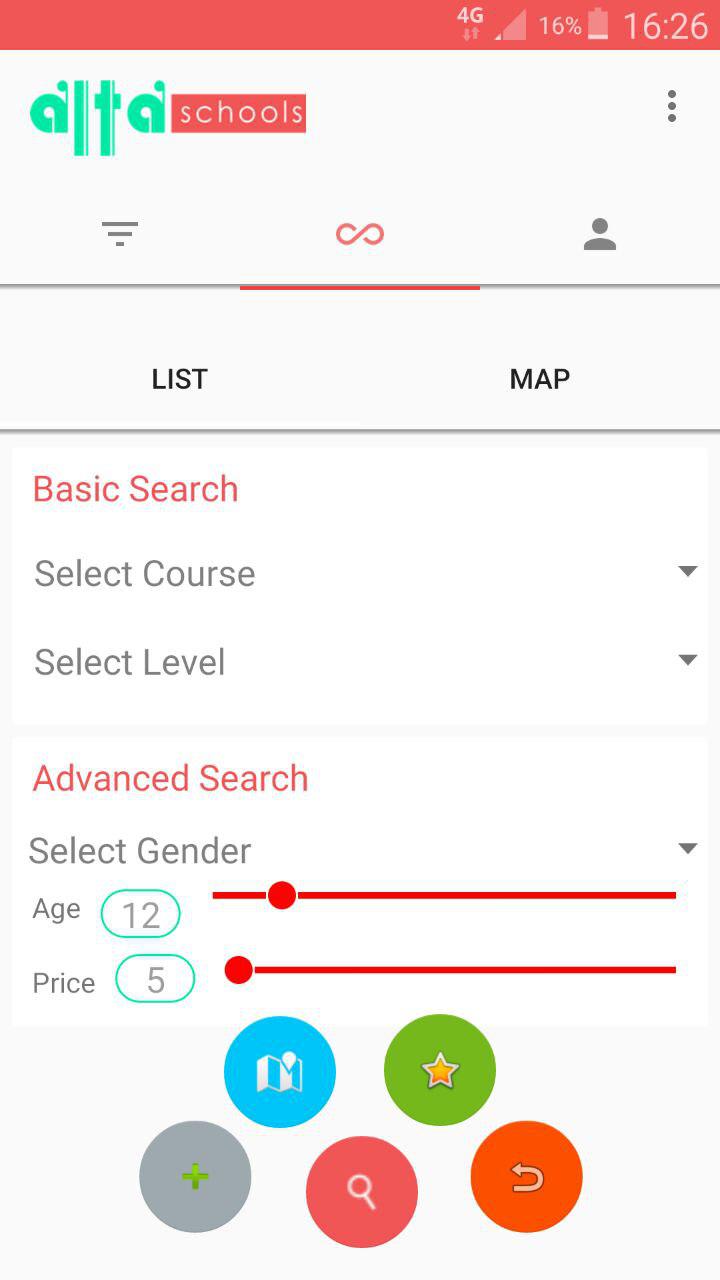 4G 16% 16:26
alta schools
LIST MAP
Basic Search
Select Course
Select Level
Advanced Search
Select Gender
Age 12
Price 5